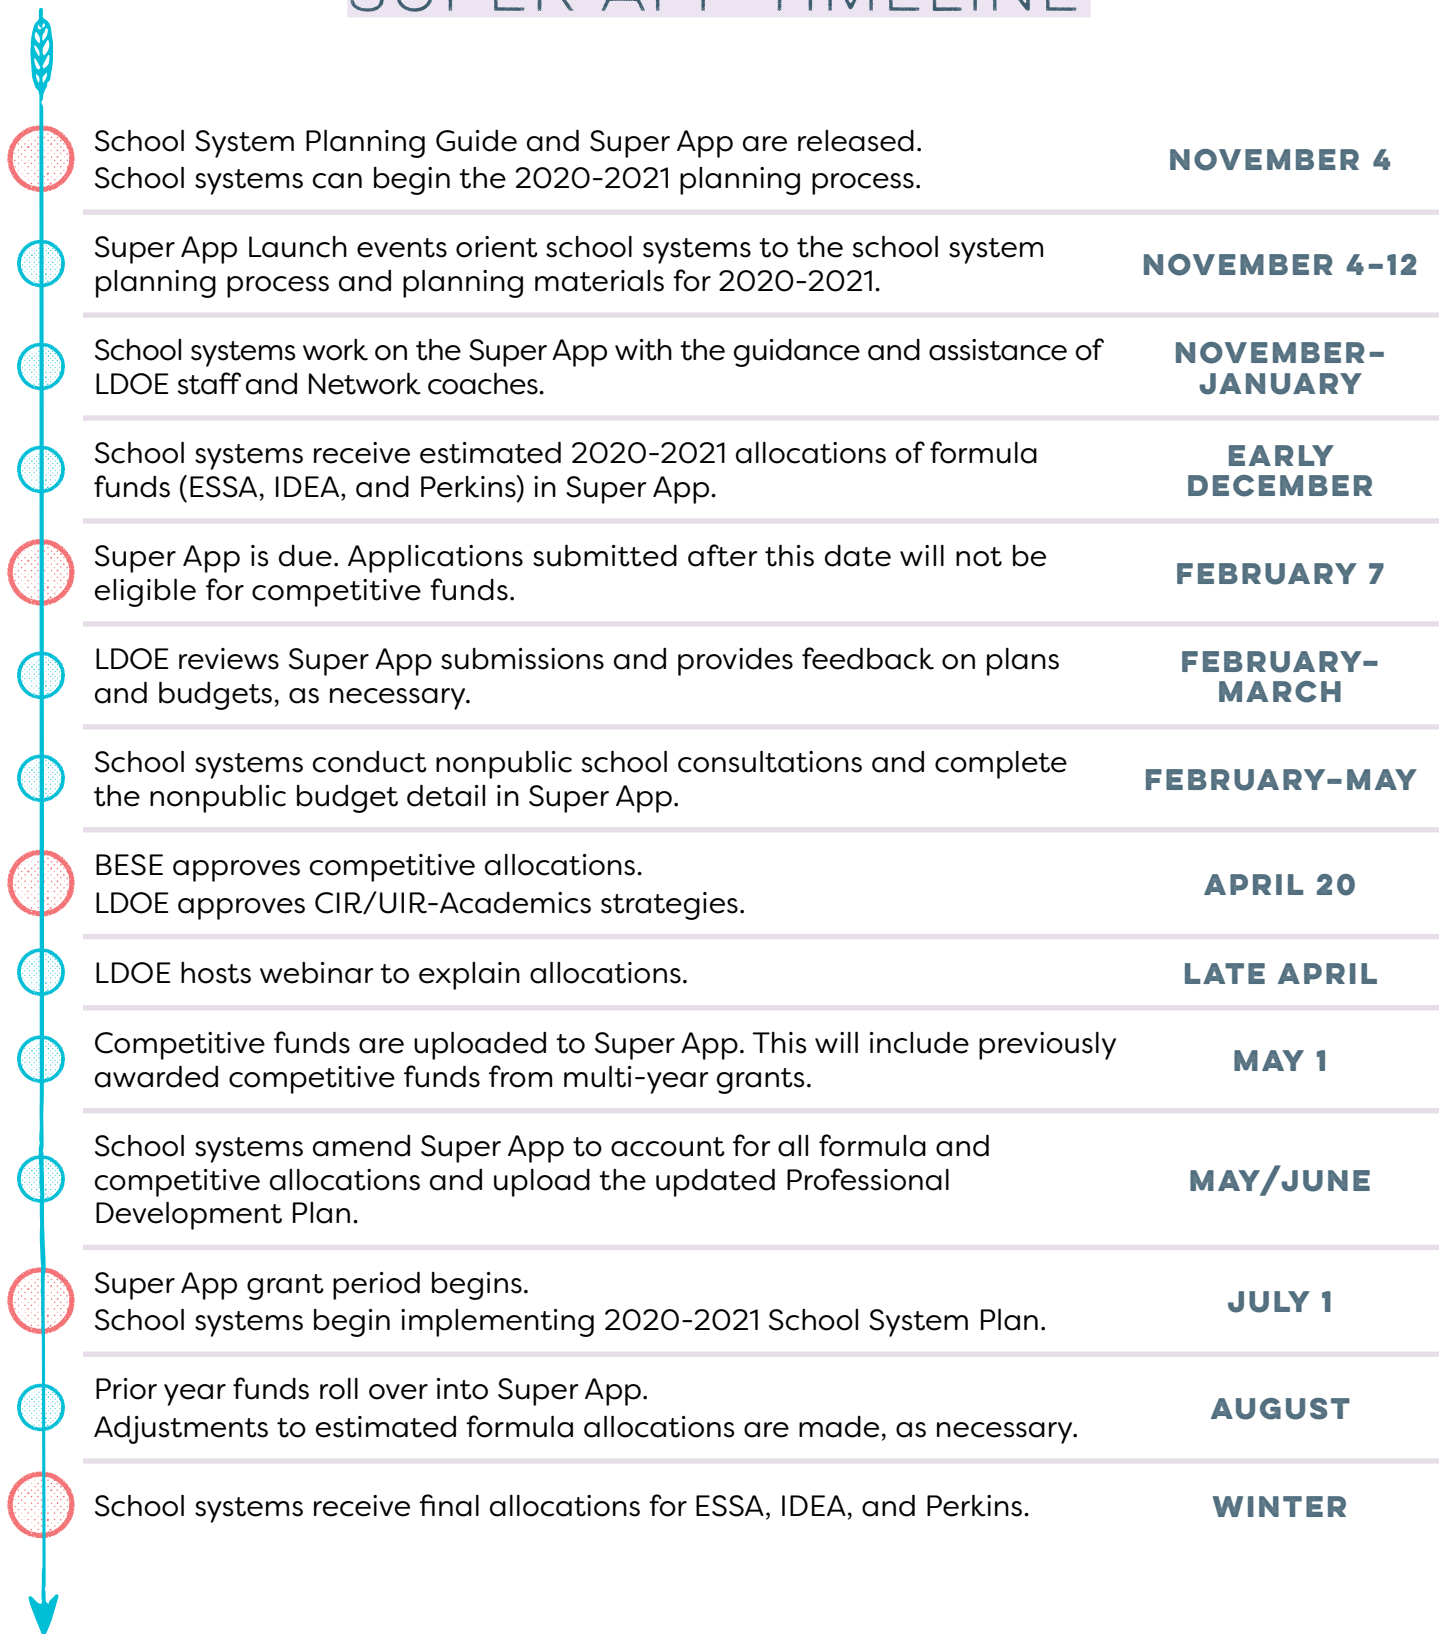 SUPER APP TIMELINE
School System Planning Guide and Super App are released.
School systems can begin the 2020-2021 planning process.
NOVEMBER 4
Super App Launch events orient school systems to the school system
planning process and planning materials for 2020-2021.
NOVEMBER 4-12
School systems work on the Super App with the guidance and assistance of
LDOE staff and Network coaches.
NOVEMBER-
JANUARY
School systems receive estimated 2020-2021 allocations of formula
funds (ESSA, IDEA, and Perkins) in Super App.
EARLY
DECEMBER
Super App is due. Applications submitted after this date will not be
eligible for competitive funds.
FEBRUARY 7
LDOE reviews Super App submissions and provides feedback on plans
and budgets, as necessary.
FEBRUARY-
MARCH
School systems conduct nonpublic school consultations and complete
the nonpublic budget detail in Super App.
FEBRUARY-MAY
BESE approves competitive allocations.
LDOE approves CIR/UIR-Academics strategies.
APRIL 20
LDOE hosts webinar to explain allocations.
LATE APRIL
Competitive funds are uploaded to Super App. This will include previously
awarded competitive funds from multi-year grants.
MAY 1
School systems amend Super App to account for all formula and
competitive allocations and upload the updated Professional
Development Plan.
MAY/JUNE
Super App grant period begins.
School systems begin implementing 2020-2021 School System Plan.
JULY 1
Prior year funds roll over into Super App.
Adjustments to estimated formula allocations are made, as necessary.
AUGUST
School systems receive final allocations for ESSA, IDEA, and Perkins.
WINTER